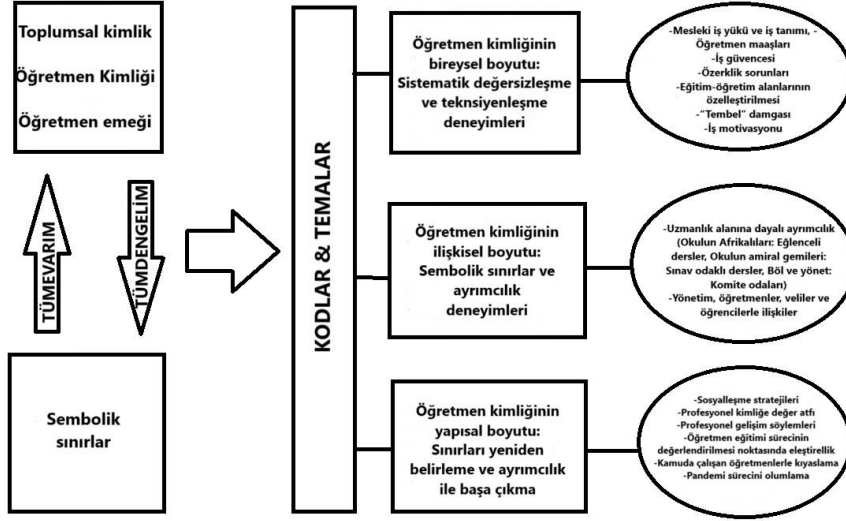 Toplumsal kimlik
Öğretmen Kimliği
Öğretmen emeği
TÜMEVARIM
TÜMDENGELİM
Sembolik
sınırlar
KODLAR & TEMALAR
Öğretmen kimliğinin
bireysel boyutu:
Sistematik değersizleşme
ve teknsiyenleşme
deneyimleri
-Mesleki iş yükü ve iş tanımı, -
Öğretmen maaşları
-İş güvencesi
-Özerklik sorunları
-Eğitim-öğretim alanlarının
özelleştirilmesi
-"Tembel" damgası
-İş motivasyonu
Öğretmen kimliğinin
ilişkisel boyutu:
Sembolik sınırlar ve
ayrımcılık
deneyimleri
-Uzmanlık alanına dayalı ayrımcılık
(Okulun Afrikalıları: Eğlenceli
dersler, Okulun amiral gemileri:
Sınav odaklı dersler, Böl ve yönet:
Komite odaları)
-Yönetim, öğretmenler, veliler ve
öğrencilerle ilişkiler
Öğretmen kimliğinin
yapısal boyutu:
Sınırları yeniden
belirleme ve ayrımcılık
ile başa çıkma
-Sosyalleşme stratejileri
-Profesyonel kimliğe değer atfı
-Profesyonel gelişim söylemleri
-Öğretmen eğitimi sürecinin
değerlendirilmesi noktasında eleştirellik
-Kamuda çalışan öğretmenlerle kıyaslama
-Pandemi sürecini olumlama